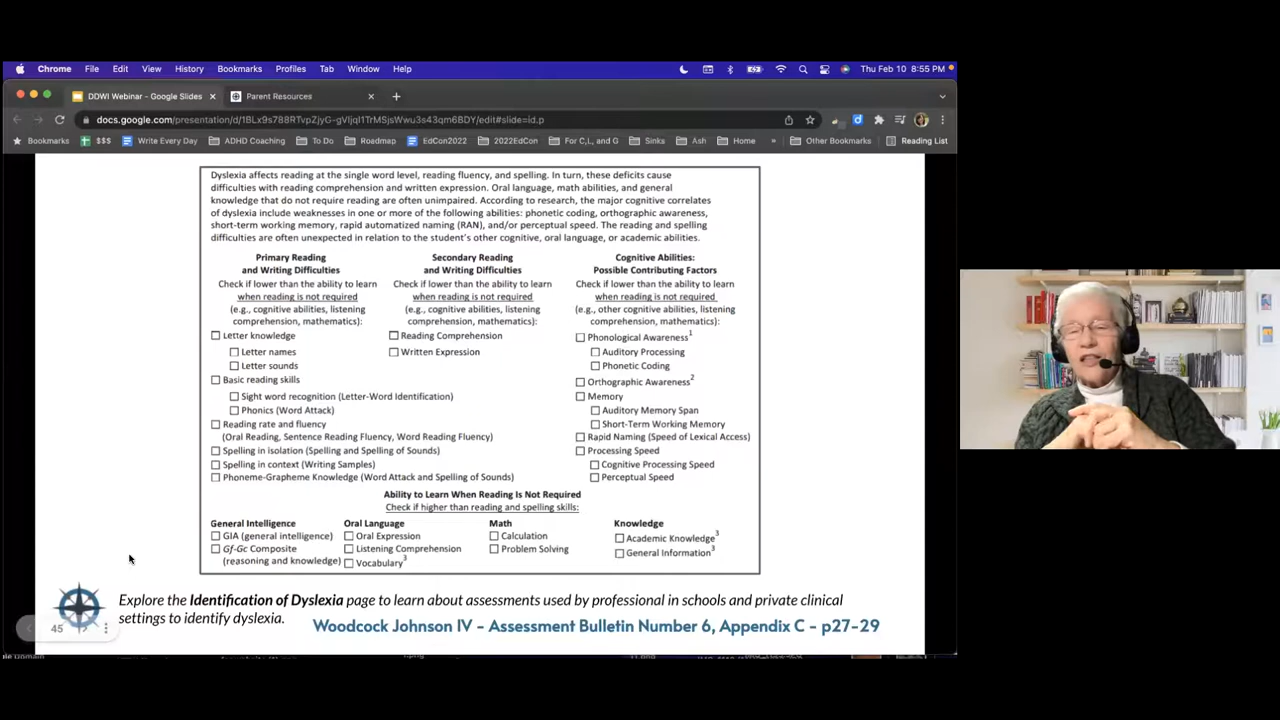 Chrome File Edit View History Bookmarks Profiles Tab Window Help Thu Feb 10 8:55 PM
DDWI Webinar - Google Slides Parent Resources
docs.google.com/presentation/d/1BLx9s788RTvpZjyG-gVljqI1TrMSjsWwu3s43qm6BDY/edit#slide=id.p
Bookmarks $$$ Write Every Day ADHD Coaching To Do Roadmap EdCon2022 2022EdCon For C,L, and G Sinks Ash Home » Other Bookmarks Reading List
Dyslexia affects reading at the single word level, reading fluency, and spelling. In turn, these deficits cause
difficulties with reading comprehension and written expression. Oral language, math abilities, and general
knowledge that do not require reading are often unimpaired. According to research, the major cognitive correlates
of dyslexia include weaknesses in one or more of the following abilities: phonetic coding, orthographic awareness,
short-term working memory, rapid automatized naming (RAN), and/or perceptual speed. The reading and spelling
difficulties are often unexpected in relation to the student's other cognitive, oral language, or academic abilities.
Primary Reading
and Writing Difficulties
Check if lower than the ability to learn
when reading is not required
(e.g., cognitive abilities, listening
comprehension, mathematics):
Letter knowledge
Letter names
Letter sounds
Basic reading skills
Sight word recognition (Letter-Word Identification)
Phonics (Word Attack)
Reading rate and fluency
(Oral Reading, Sentence Reading Fluency, Word Reading Fluency)
Spelling in isolation (Spelling and Spelling of Sounds)
Spelling in context (Writing Samples)
Phoneme-Grapheme Knowledge (Word Attack and Spelling of Sounds)
Secondary Reading
and Writing Difficulties
Check if lower than the ability to learn
when reading is not required
(e.g., cognitive abilities, listening
comprehension, mathematics):
Reading Comprehension
Written Expression
Cognitive Abilities:
Possible Contributing Factors
Check if lower than the ability to learn
when reading is not required
(e.g., other cognitive abilities, listening
comprehension, mathematics):
Phonological Awareness1
Auditory Processing
Phonetic Coding
Orthographic Awareness2
Memory
Auditory Memory Span
Short-Term Working Memory
Rapid Naming (Speed of Lexical Access)
Processing Speed
Cognitive Processing Speed
Perceptual Speed
Ability to Learn When Reading Is Not Required
Check if higher than reading and spelling skills:
General Intelligence
GIA (general intelligence)
Gf-Gc Composite
(reasoning and knowledge)
Oral Language
Oral Expression
Listening Comprehension
Vocabulary3
Math
Calculation
Problem Solving
Knowledge
Academic Knowledge3
General Information3
Explore the Identification of Dyslexia page to learn about assessments used by professional in schools and private clinical
settings to identify dyslexia.
Woodcock Johnson IV - Assessment Bulletin Number 6, Appendix C - p27-29
45